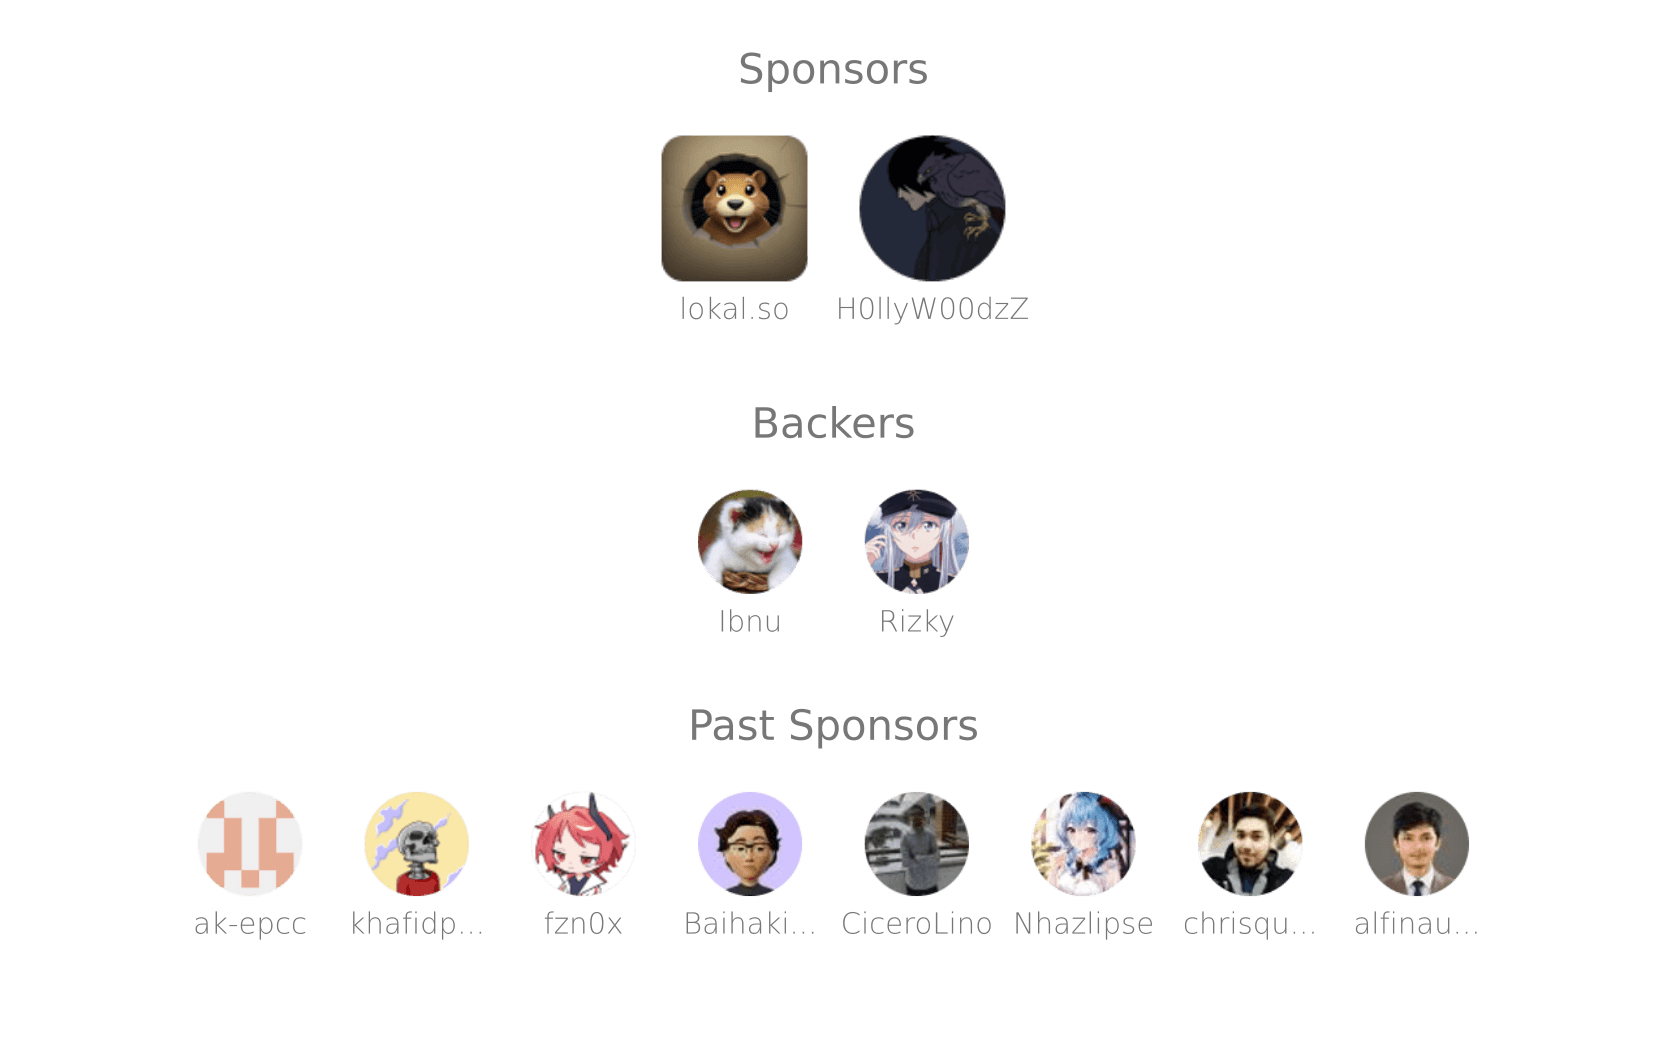 Sponsors
lokal.so H0llyW00dzZ
Backers
Ibnu Rizky
Past Sponsors
ak-epcc khafidp... fzn0x Baihaki... CiceroLino Nhazlipse chrisqu... alfinau...